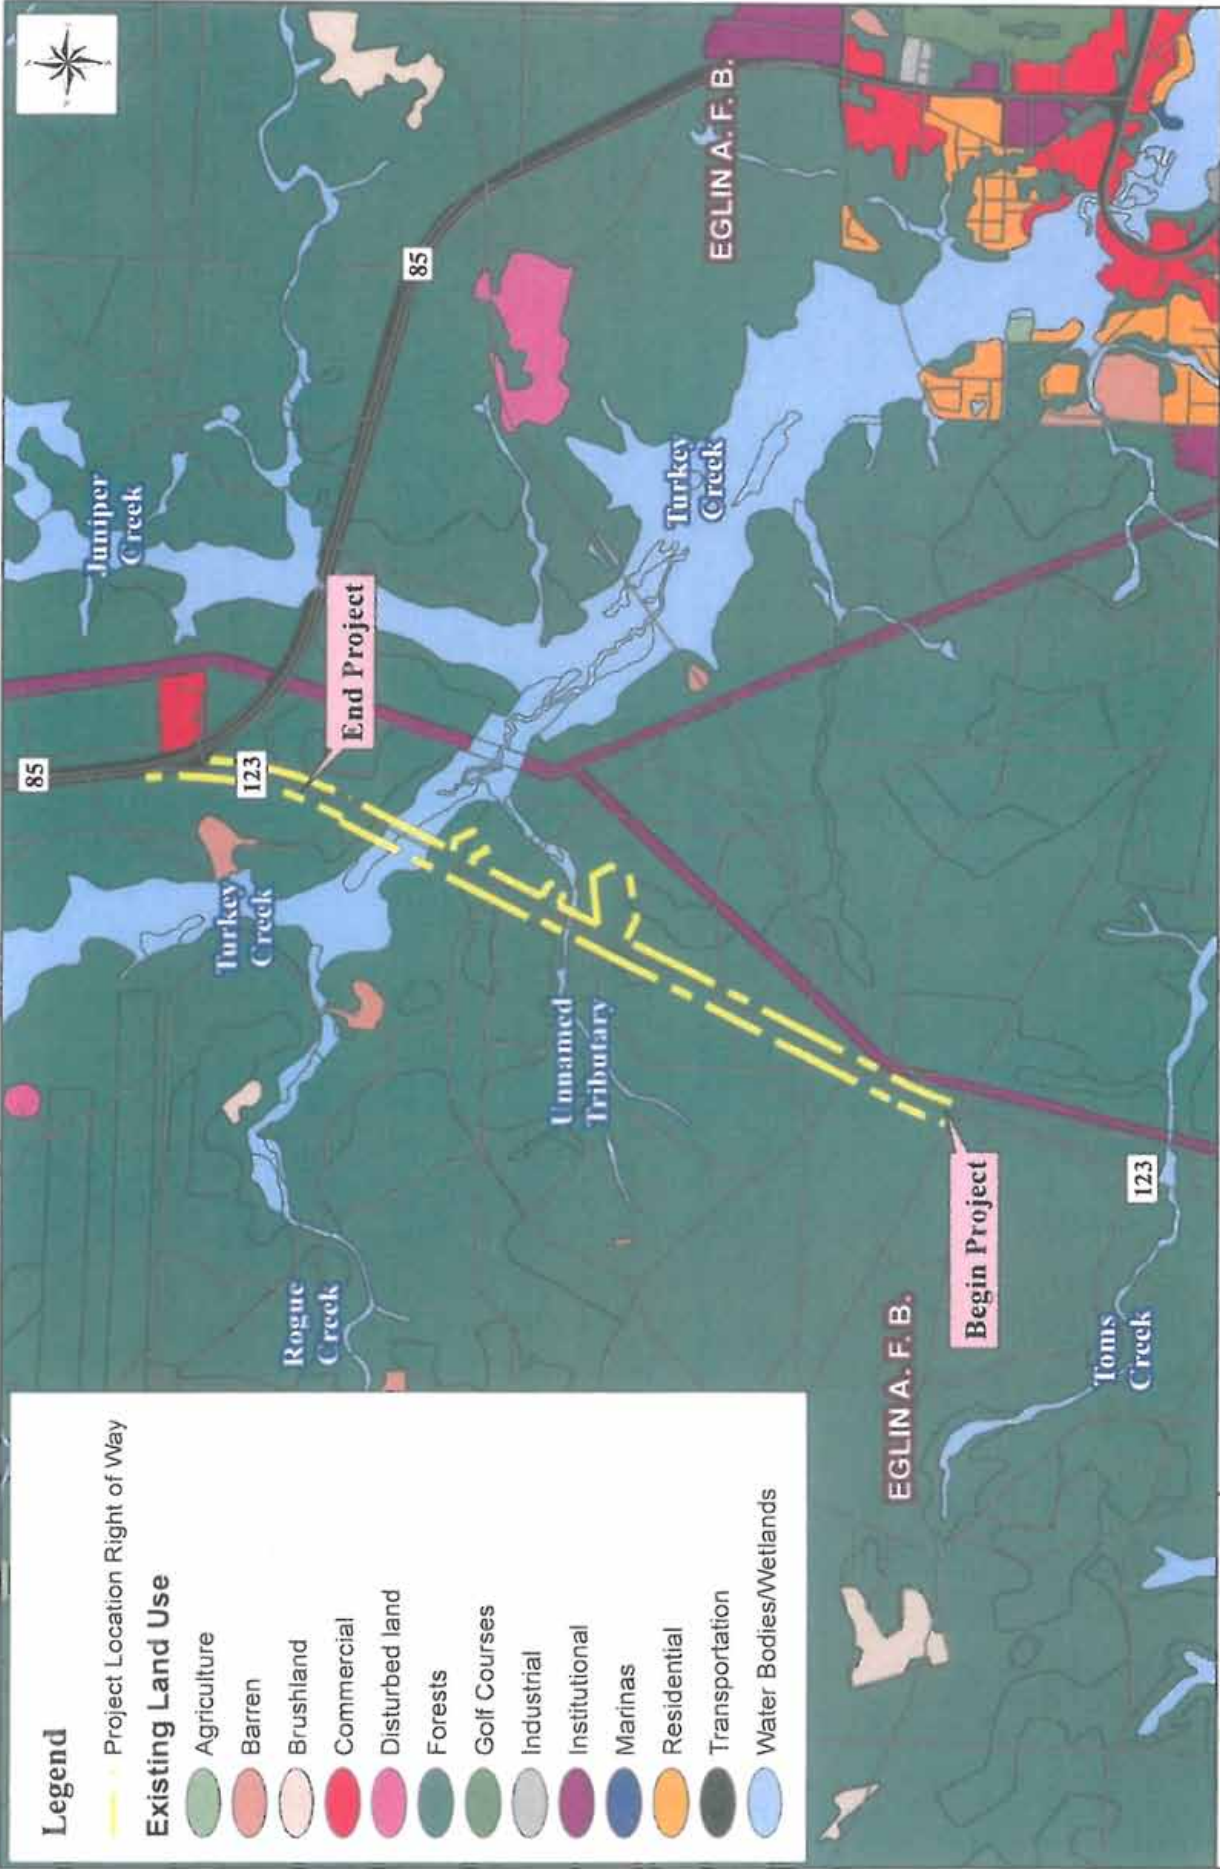 Legend
Project Location Right of Way
Existing Land Use
Agriculture
Barren
Brushland
Commercial
Disturbed land
Forests
Golf Courses
Industrial
Institutional
Marinas
Residential
Transportation
Water Bodies/Wetlands
Rogue
Creek
Turkey
Creek
85
123
Juniper
Creek
End Project
85
Unnamed
Tributary
Turkey
Creek
EGLIN A. F. B.
EGLIN A. F. B.
Begin Project
Toms
Creek
123